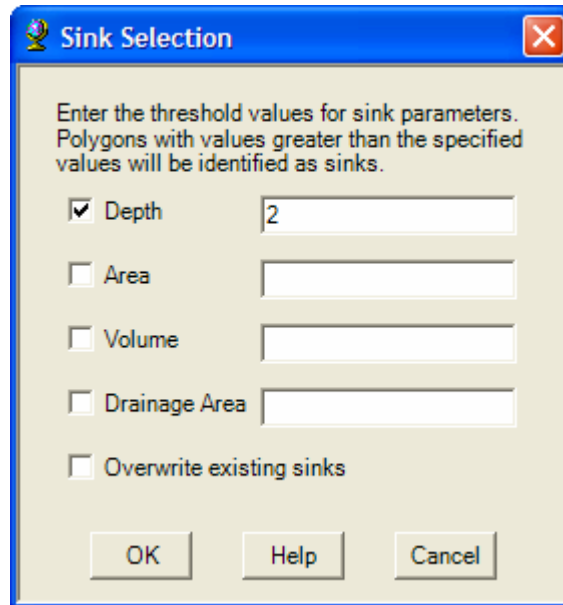 Sink Selection
Enter the threshold values for sink parameters.
Polygons with values greater than the specified
values will be identified as sinks.
Depth 2
Area
Volume
Drainage Area
Overwrite existing sinks
OK Help Cancel